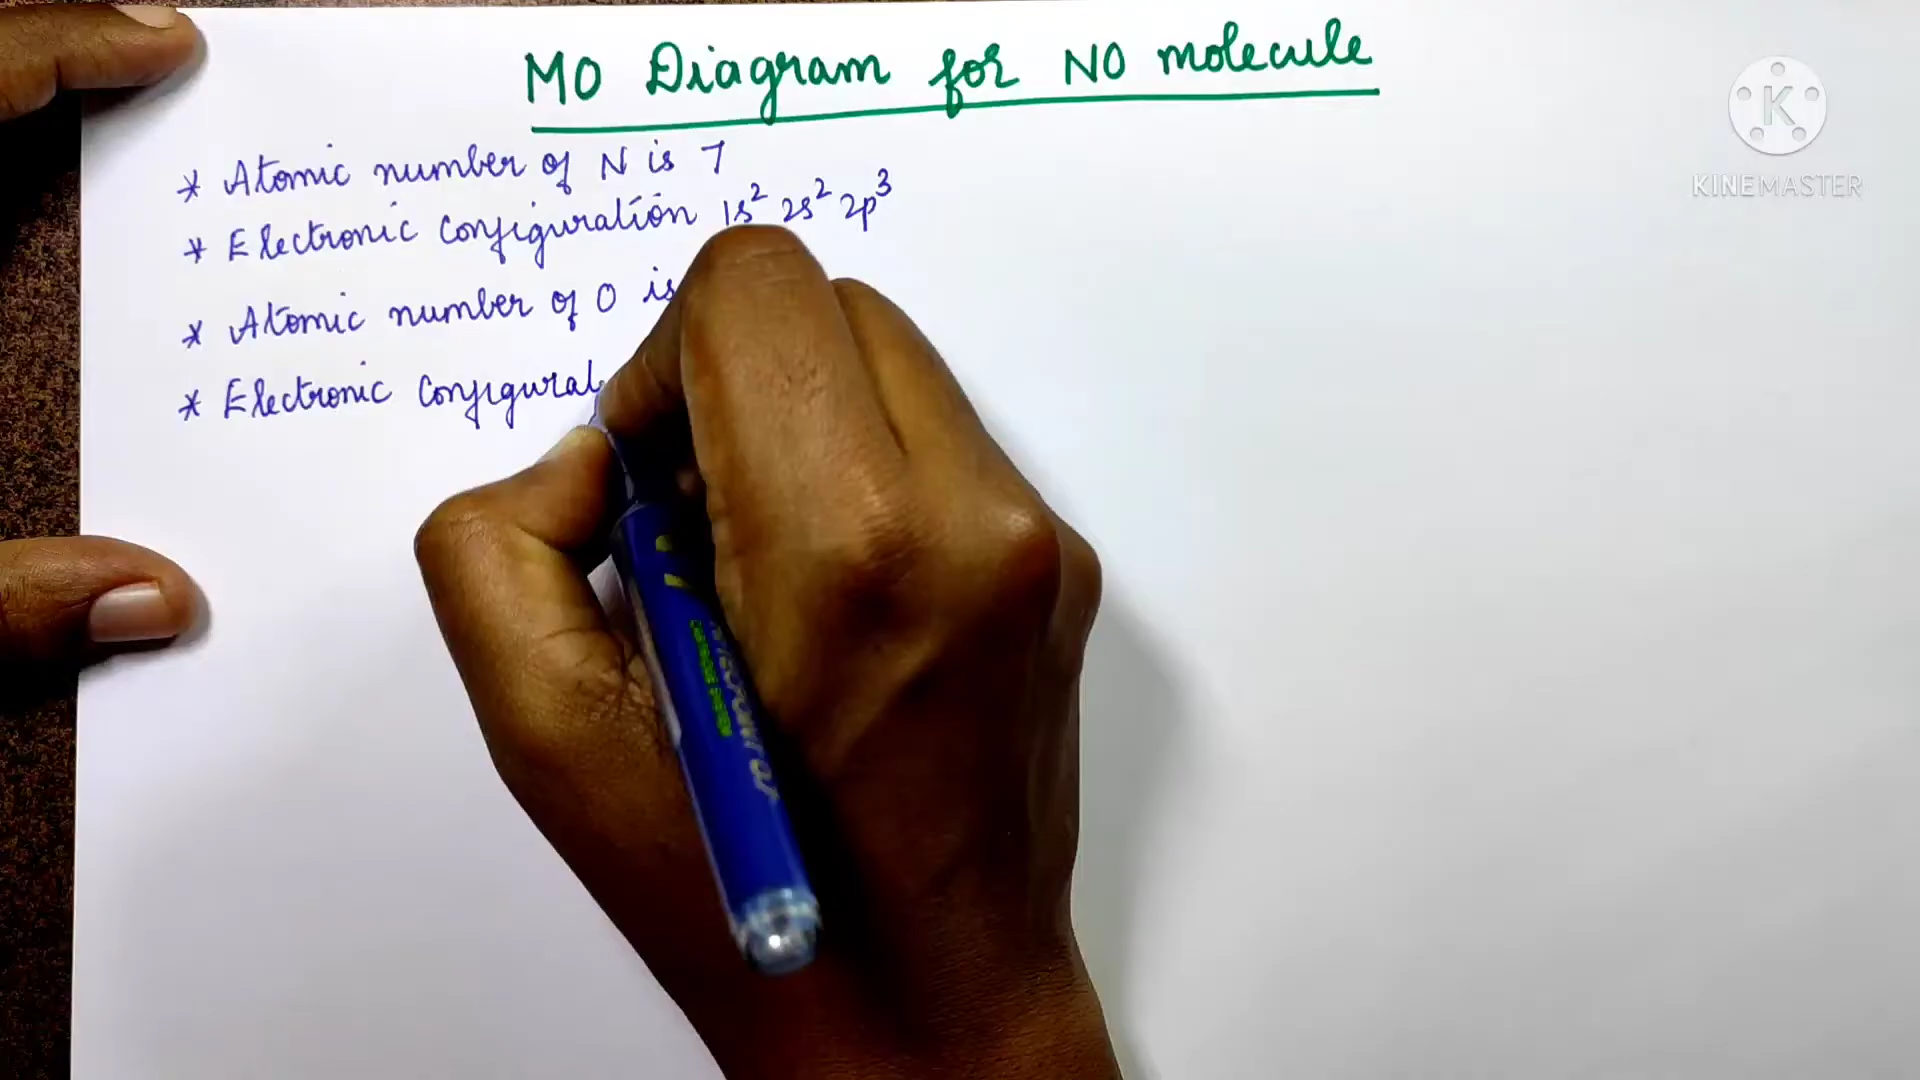 MO Diagram for NO molecule
* Atomic number of N is 7
* Electronic configuration 1s² 2s² 2p³
* Atomic number of O is
* Electronic Configurat
K
KINEMASTER